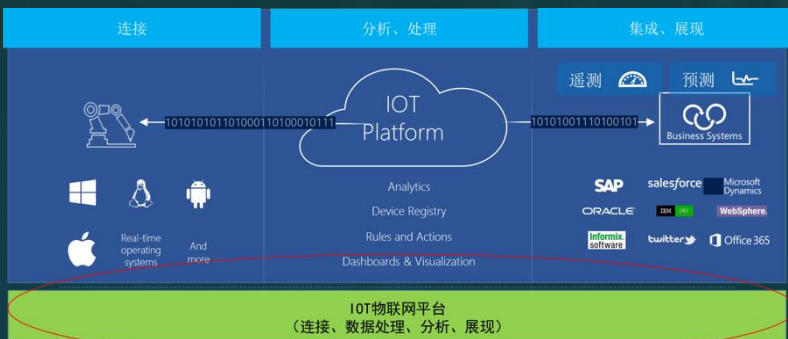 连接
分析、处理
集成、展现
遥测
预测
IOT
Platform
1010101011010001101000101​11
10101001110100101
Business Systems
Analytics
Device Registry
Rules and Actions
Dashboards & Visualization
Real-time
operating
systems
And
more
SAP
salesforce
Microsoft
Dynamics
ORACLE
IBM
WebSphere.
Informix.
software
twitter
Office 365
IOT物联网平台
（连接、数据处理、分析、展现）